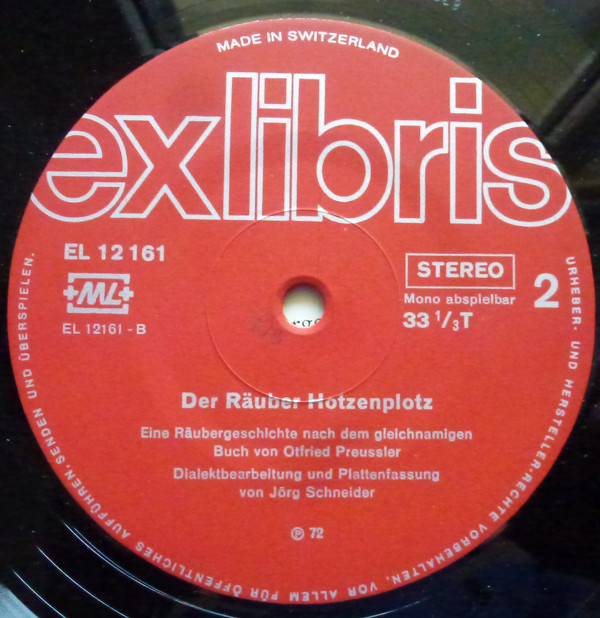 MADE IN SWITZERLAND
exlibris
EL 12 161
+ML+
EL 12161 - B
STEREO
Mono abspielbar
33 1/3 T
2
Der Räuber Hotzenplotz
Eine Räubergeschichte nach dem gleichnamigen
Buch von Otfried Preussler
Dialektbearbeitung und Plattenfassung
von Jörg Schneider
℗ 72
URHEBER- UND HERSTELLER-RECHTE VORBEHALTEN, VOR ALLEM FÜR ÖFFENTLICHES AUFFÜHREN, SENDEN UND ÜBERSPIELEN.